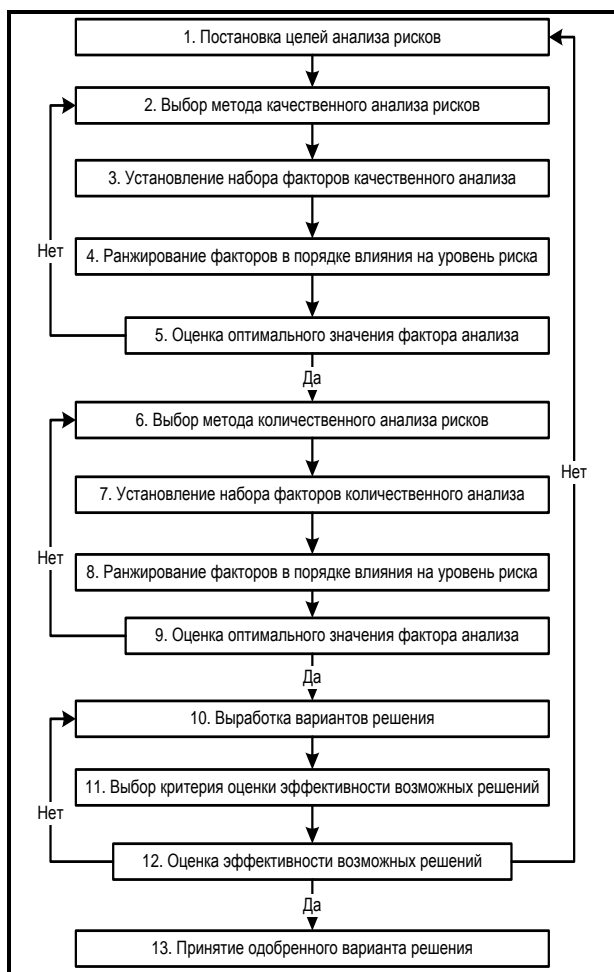 1. Постановка целей анализа рисков
2. Выбор метода качественного анализа рисков
3. Установление набора факторов качественного анализа
Нет
4. Ранжирование факторов в порядке влияния на уровень риска
5. Оценка оптимального значения фактора анализа
Да
6. Выбор метода количественного анализа рисков
Нет
7. Установление набора факторов количественного анализа
Нет
8. Ранжирование факторов в порядке влияния на уровень риска
9. Оценка оптимального значения фактора анализа
Да
10. Выработка вариантов решения
11. Выбор критерия оценки эффективности возможных решений
Нет
12. Оценка эффективности возможных решений
Да
13. Принятие одобренного варианта решения